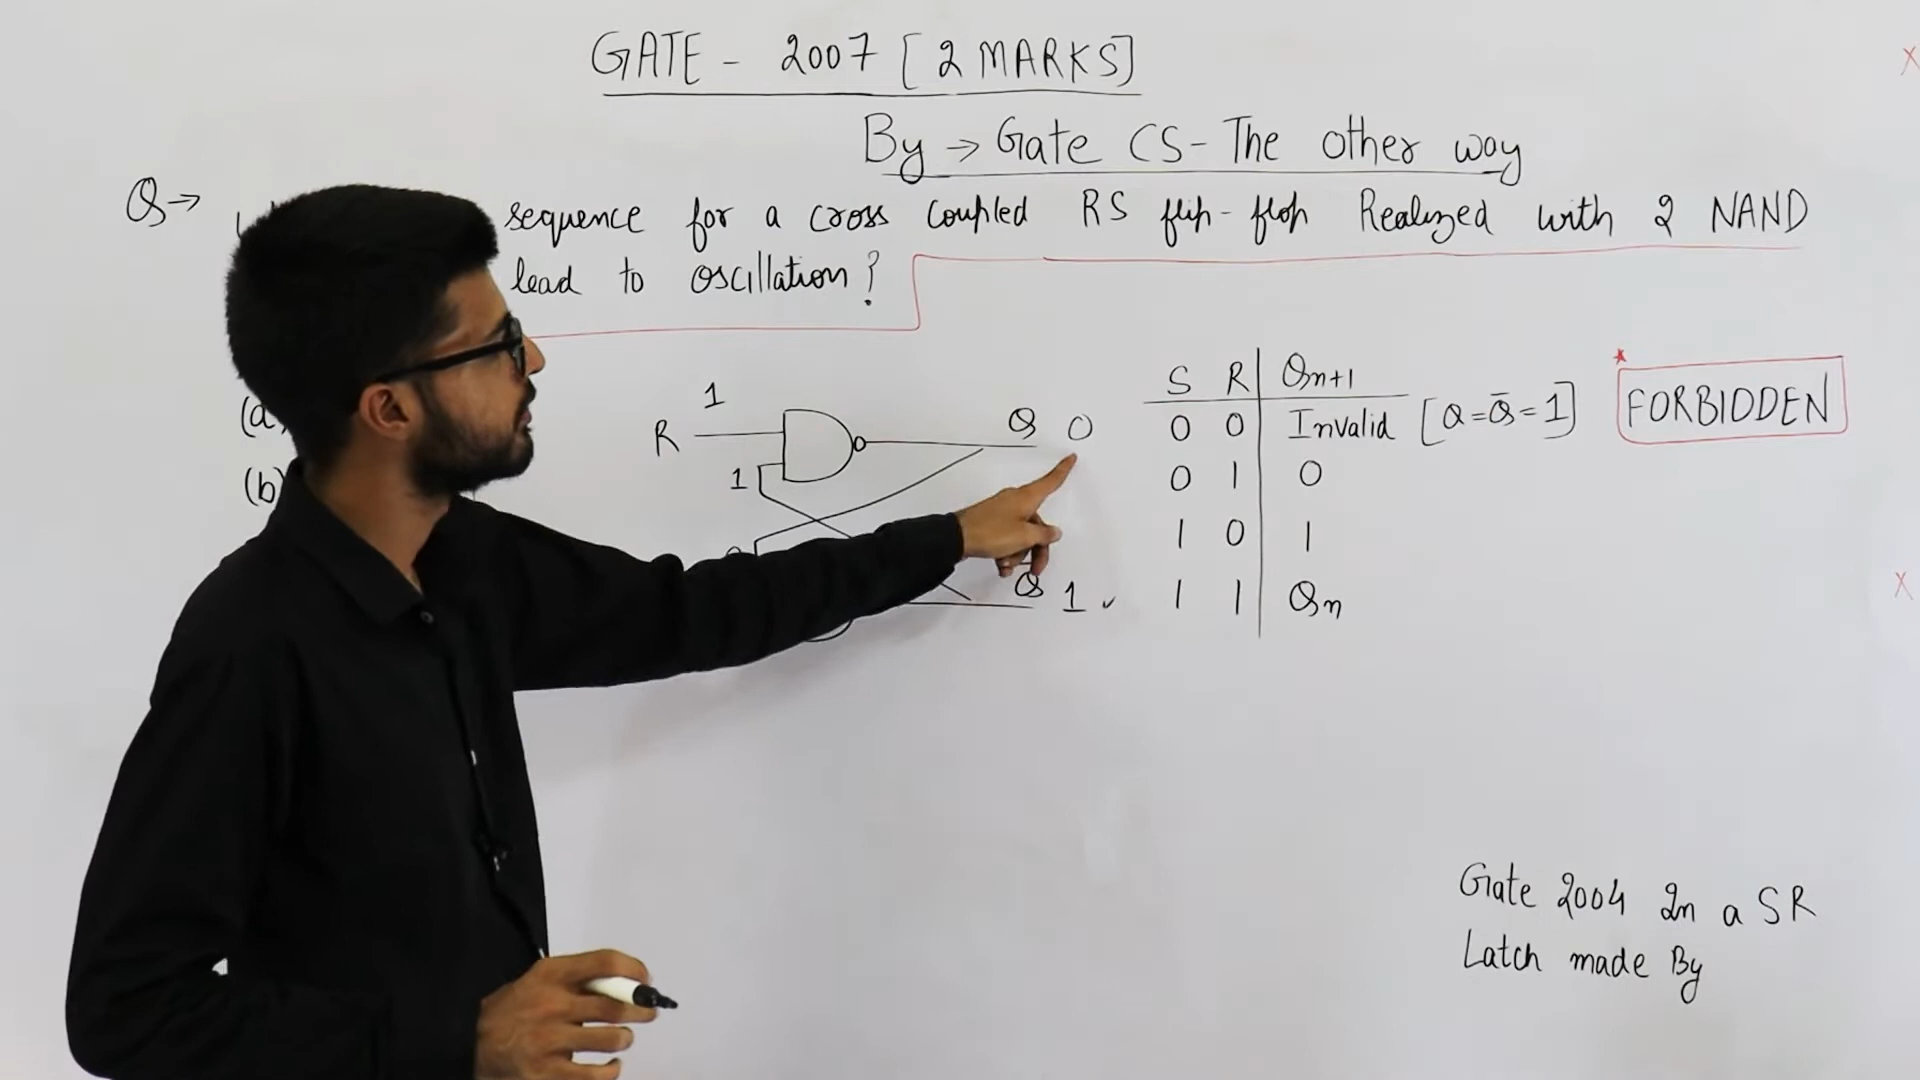 GATE - 2007 [2 MARKS]
By → Gate CS - The other way
Q→ sequence for a cross coupled RS flip-flop Realized with 2 NAND
lead to oscillation?
(a)
(b)
R 1
1
Q 0
Q̅ 1 ✓
S R Qn+1
0 0 Invalid [Q=Q̅=1]
0 1 0
1 0 1
1 1 Qn
* FORBIDDEN
Gate 2004 In a SR
Latch made By